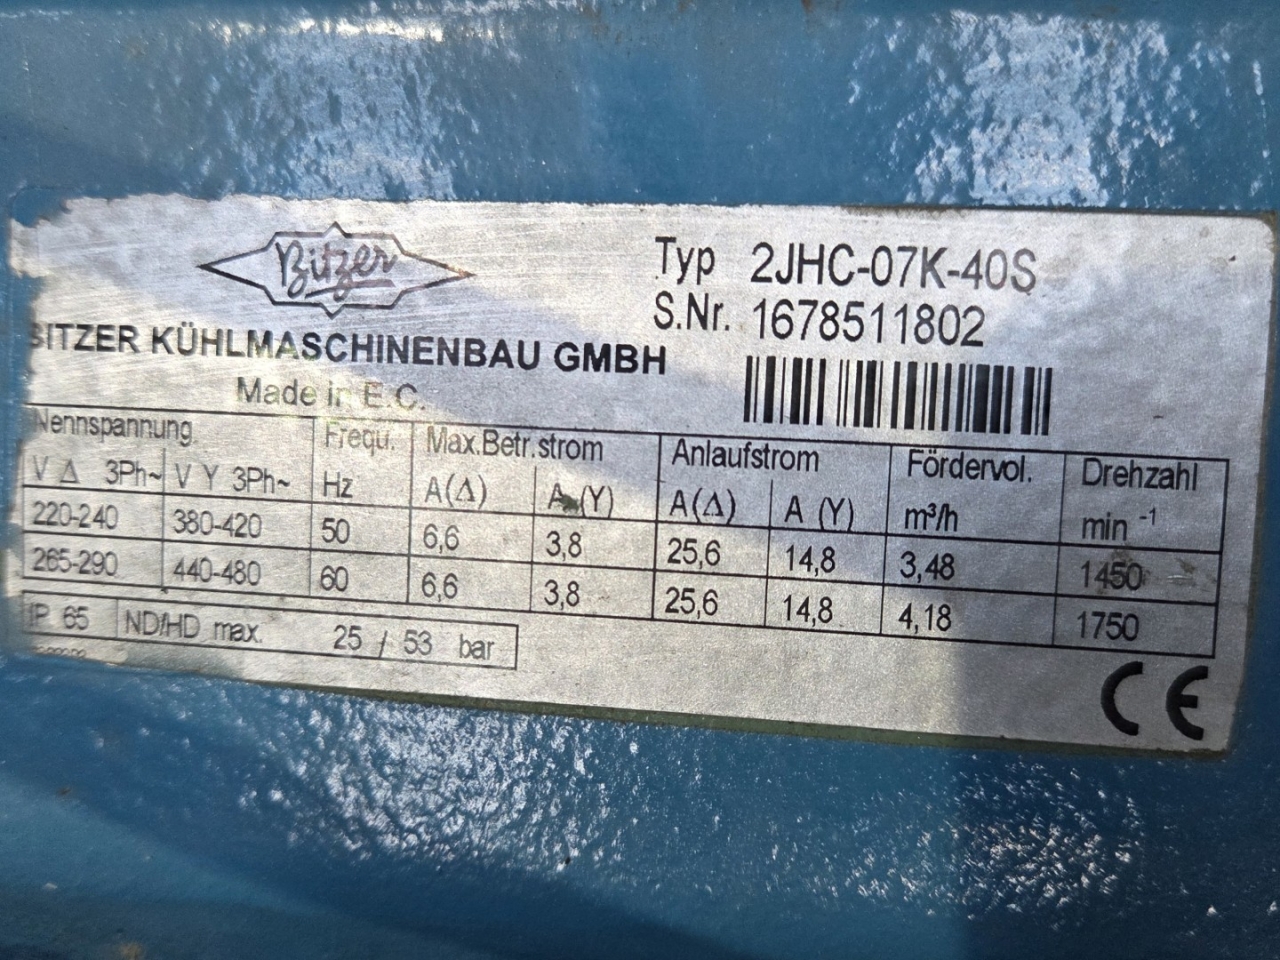 Bitzer
BITZER KÜHLMASCHINENBAU GMBH
Made in E.C.
Typ 2JHC-07K-40S
S.Nr. 1678511802
Nennspannung Frequ. Max.Betr.strom Anlaufstrom Fördervol. Drehzahl
V Δ 3Ph~ V Y 3Ph~ Hz A(Δ) A (Y) A(Δ) A (Y) m³/h min -1
220-240 380-420 50 6,6 3,8 25,6 14,8 3,48 1450
265-290 440-480 60 6,6 3,8 25,6 14,8 4,18 1750
IP 65 ND/HD max. 25 / 53 bar
CE